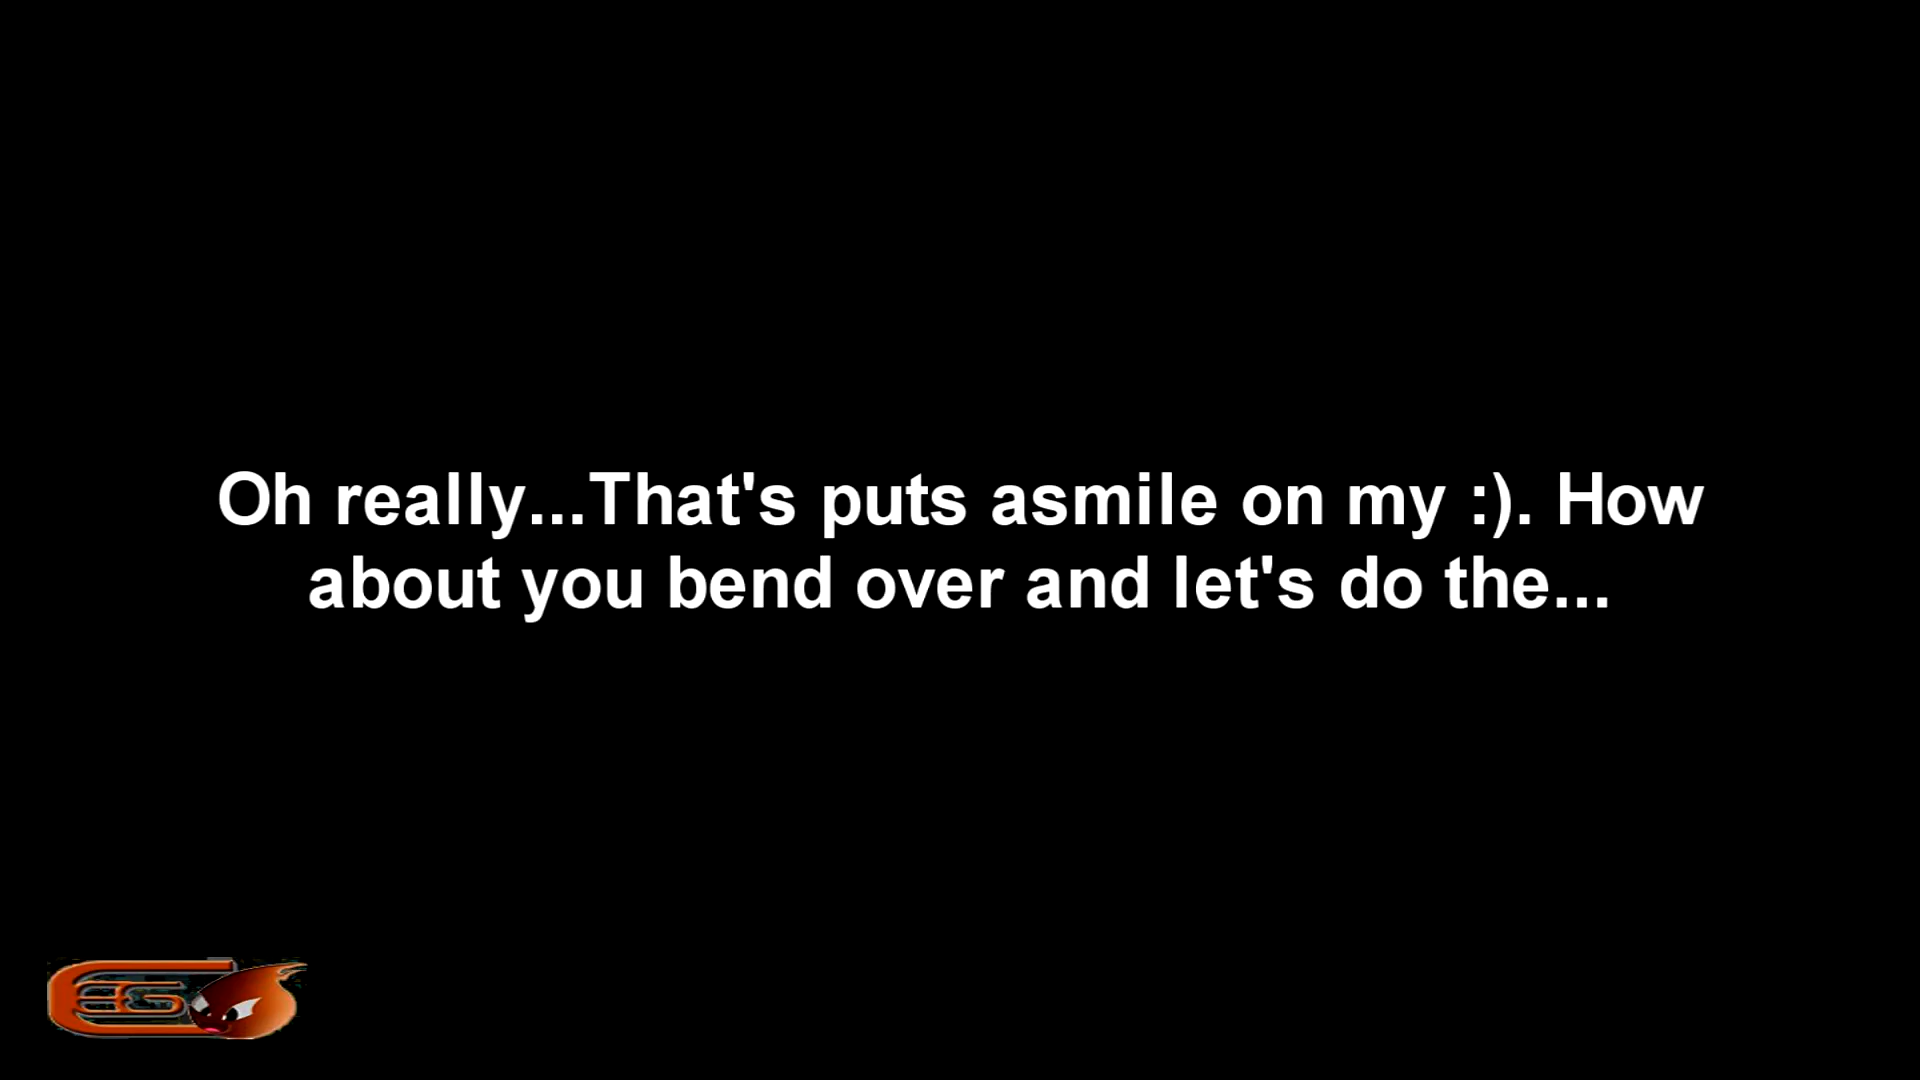 Oh really...That's puts asmile on my :). How
about you bend over and let's do the...